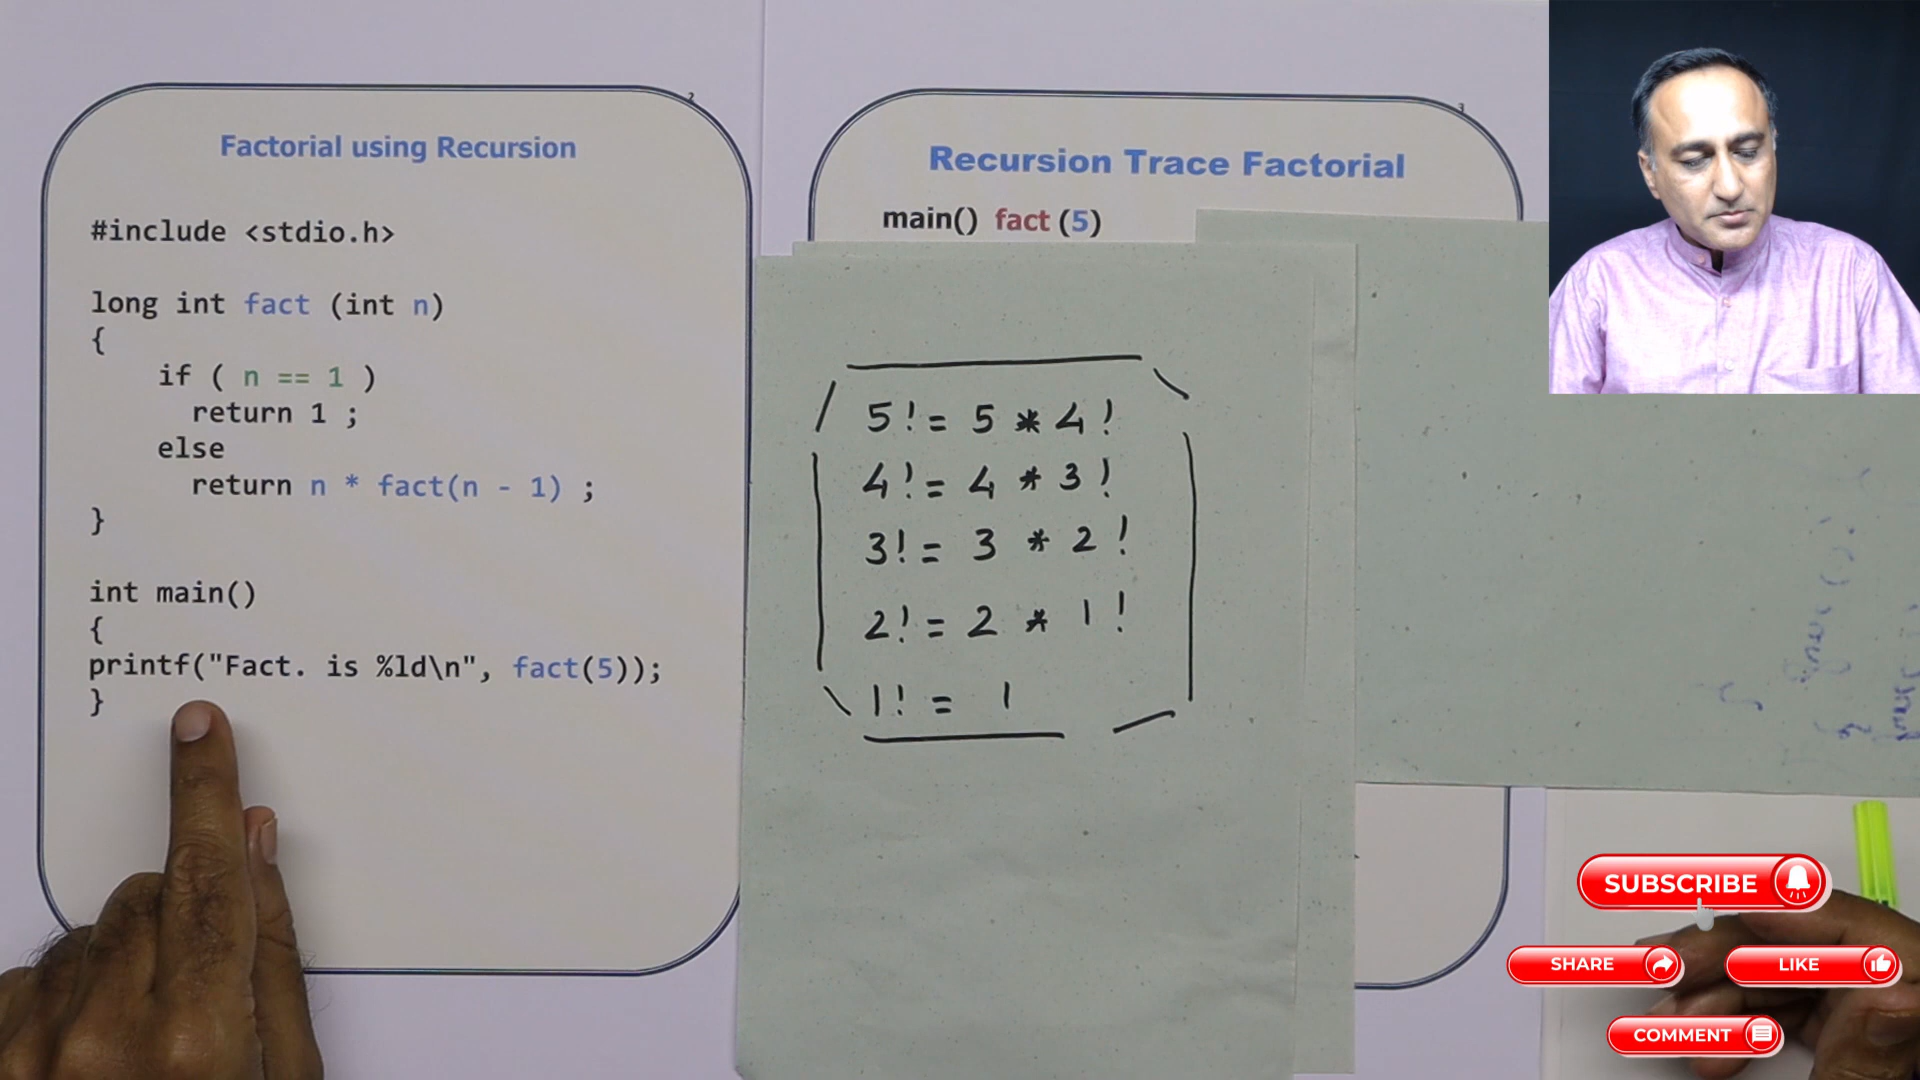 2
Factorial using Recursion
#include <stdio.h>
long int fact (int n)
{
if ( n == 1 )
return 1 ;
else
return n * fact(n - 1) ;
}
int main()
{
printf("Fact. is %ld\n", fact(5));
}
3
Recursion Trace Factorial
main() fact (5)
5! = 5 * 4!
4! = 4 * 3!
3! = 3 * 2!
2! = 2 * 1!
1! = 1
SUBSCRIBE
SHARE
LIKE
COMMENT